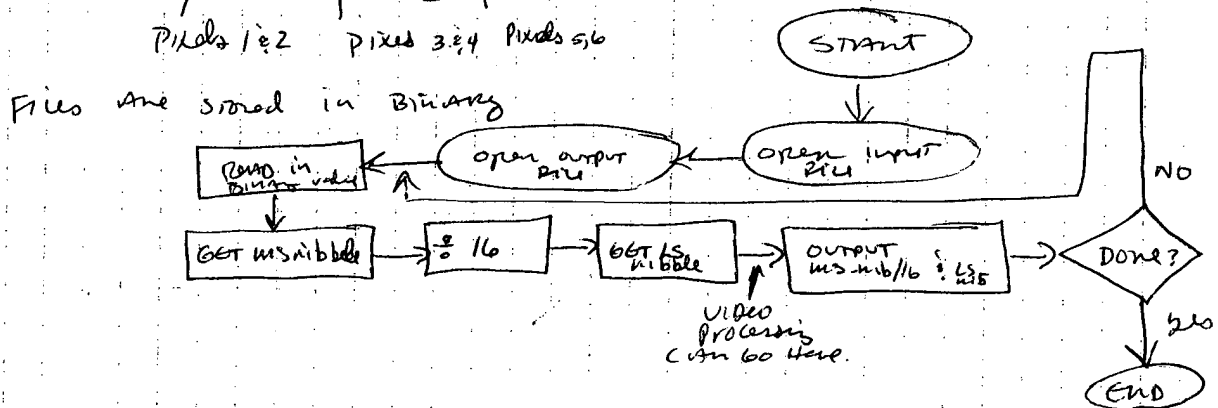 Pixels 1 & 2 Pixels 3 & 4 Pixels 5,6
START
Files are stored in Binary
Open input
file
Open output
file
Read in
Binary value
NO
GET ms nibble
÷ 16
GET LS
nibble
OUTPUT
ms-nib/16 & LS
nib
Done?
Video
Processing
can go here.
yes
END